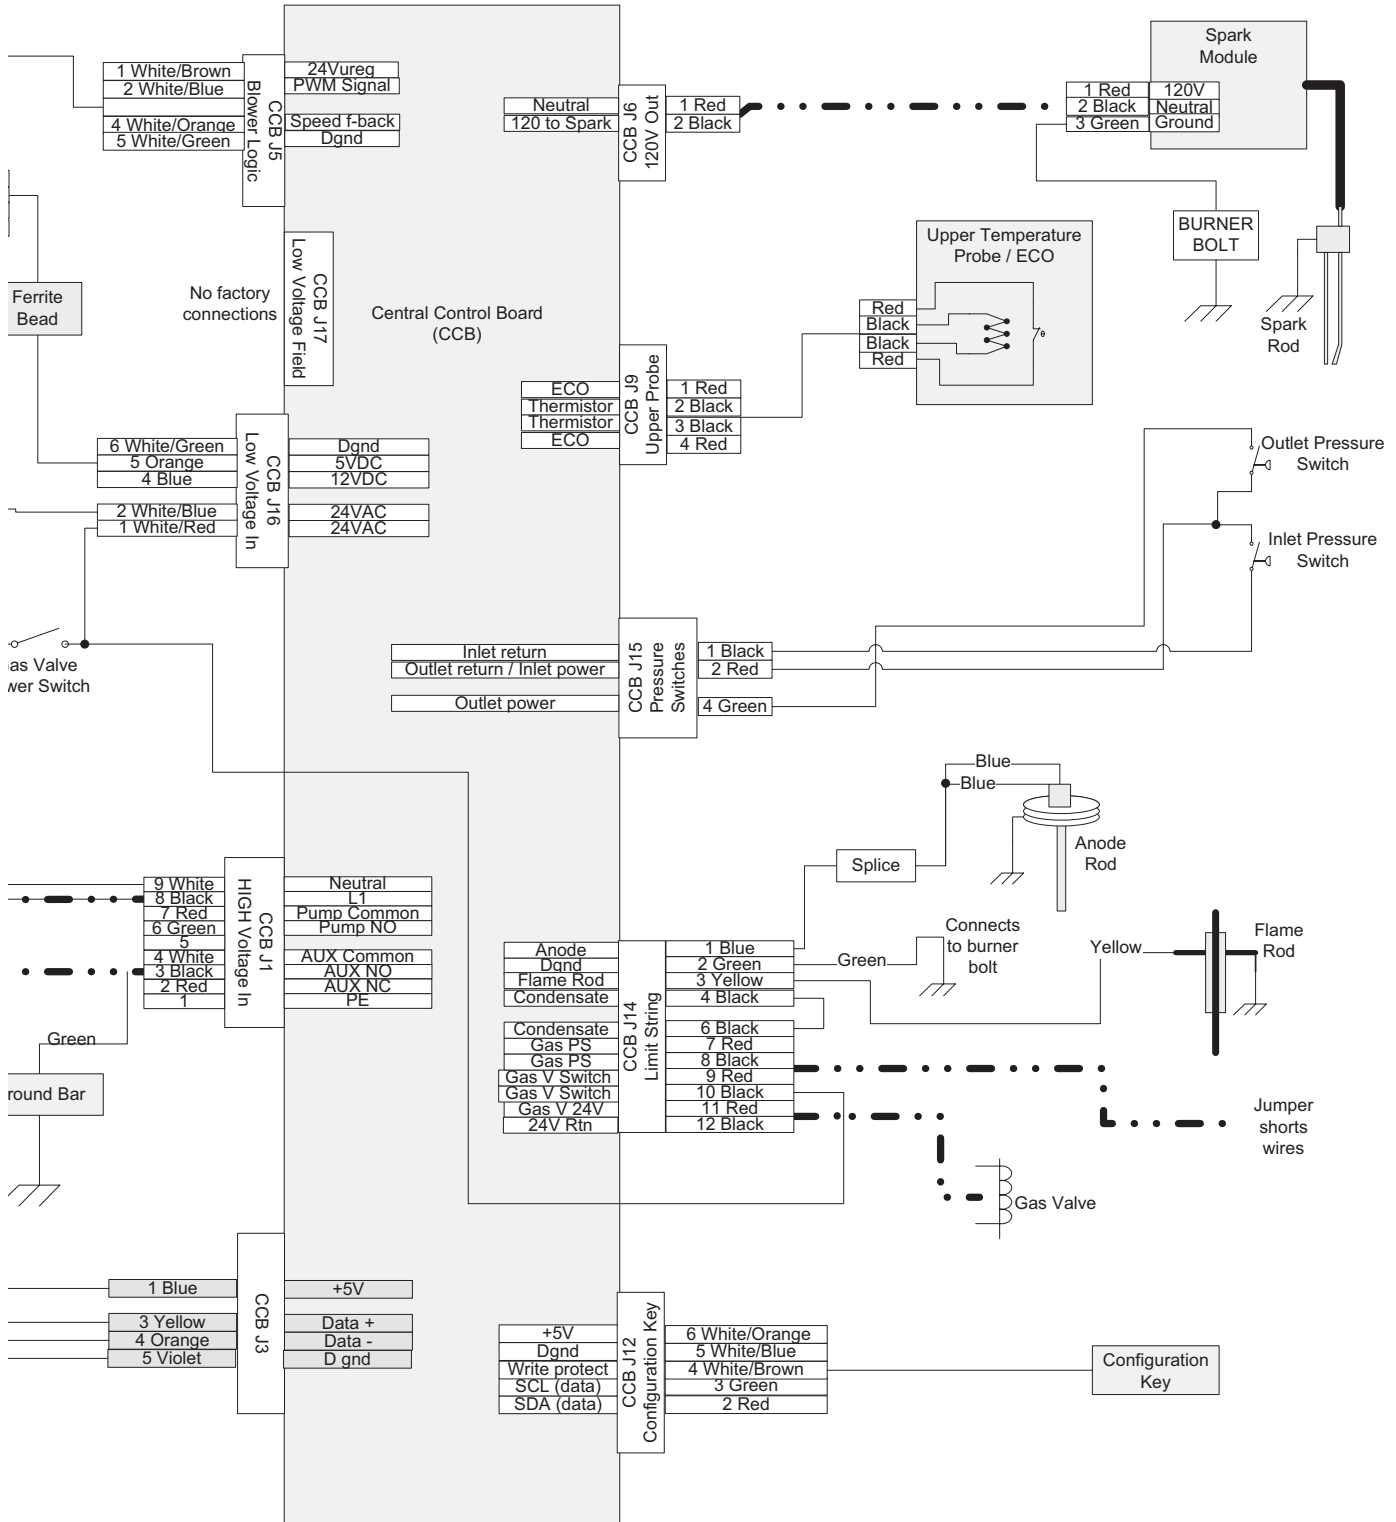 1 White/Brown
2 White/Blue
4 White/Orange
5 White/Green
CCB J5
Blower Logic
24Vureg
PWM Signal
Speed f-back
Dgnd
Neutral
120 to Spark
CCB J6
120V Out
1 Red
2 Black
1 Red
2 Black
3 Green
120V
Neutral
Ground
Spark
Module
BURNER
BOLT
Spark
Rod
Ferrite
Bead
No factory
connections
CCB J17
Low Voltage Field
Central Control Board
(CCB)
Upper Temperature
Probe / ECO
Red
Black
Black
Red
θ
ECO
Thermistor
Thermistor
ECO
CCB J9
Upper Probe
1 Red
2 Black
3 Black
4 Red
6 White/Green
5 Orange
4 Blue
2 White/Blue
1 White/Red
CCB J16
Low Voltage In
Dgnd
5VDC
12VDC
24VAC
24VAC
Outlet Pressure
Switch
Inlet Pressure
Switch
as Valve
wer Switch
Inlet return
Outlet return / Inlet power
Outlet power
CCB J15
Pressure
Switches
1 Black
2 Red
4 Green
Blue
Blue
Anode
Rod
Splice
9 White
8 Black
7 Red
6 Green
5
4 White
3 Black
2 Red
1
CCB J1
HIGH Voltage In
Neutral
L1
Pump Common
Pump NO
AUX Common
AUX NO
AUX NC
PE
Green
round Bar
Anode
Dgnd
Flame Rod
Condensate
Condensate
Gas PS
Gas PS
Gas V Switch
Gas V Switch
Gas V 24V
24V Rtn
CCB J14
Limit String
1 Blue
2 Green
3 Yellow
4 Black
6 Black
7 Red
8 Black
9 Red
10 Black
11 Red
12 Black
Green
Connects
to burner
bolt
Yellow
Flame
Rod
Jumper
shorts
wires
Gas Valve
1 Blue
3 Yellow
4 Orange
5 Violet
CCB J3
+5V
Data +
Data -
D gnd
+5V
Dgnd
Write protect
SCL (data)
SDA (data)
CCB J12
Configuration Key
6 White/Orange
5 White/Blue
4 White/Brown
3 Green
2 Red
Configuration
Key